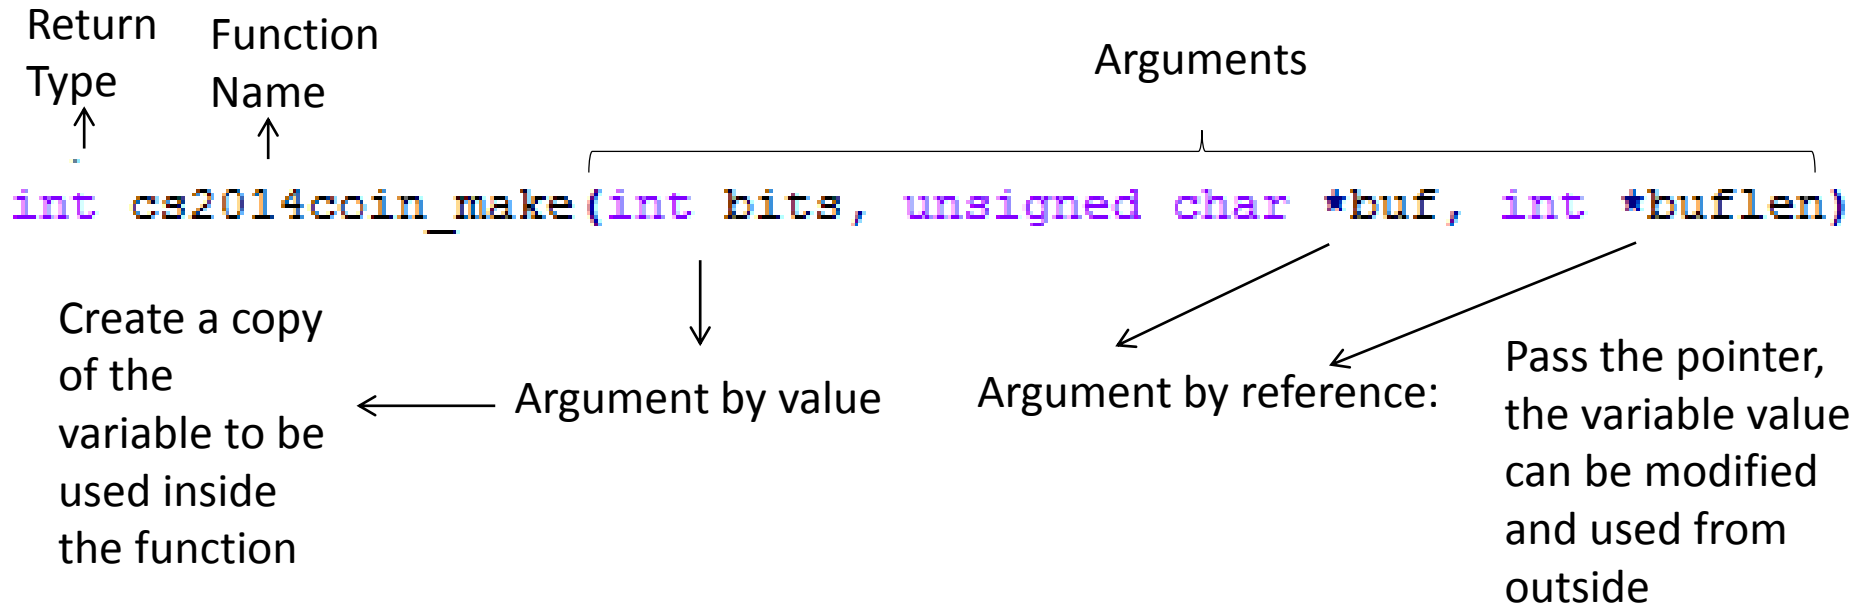 Return
Type
Function
Name
Arguments
int cs2014coin_make(int bits, unsigned char *buf, int *buflen)
Create a copy
of the
variable to be
used inside
the function
Argument by value
Argument by reference:
Pass the pointer,
the variable value
can be modified
and used from
outside